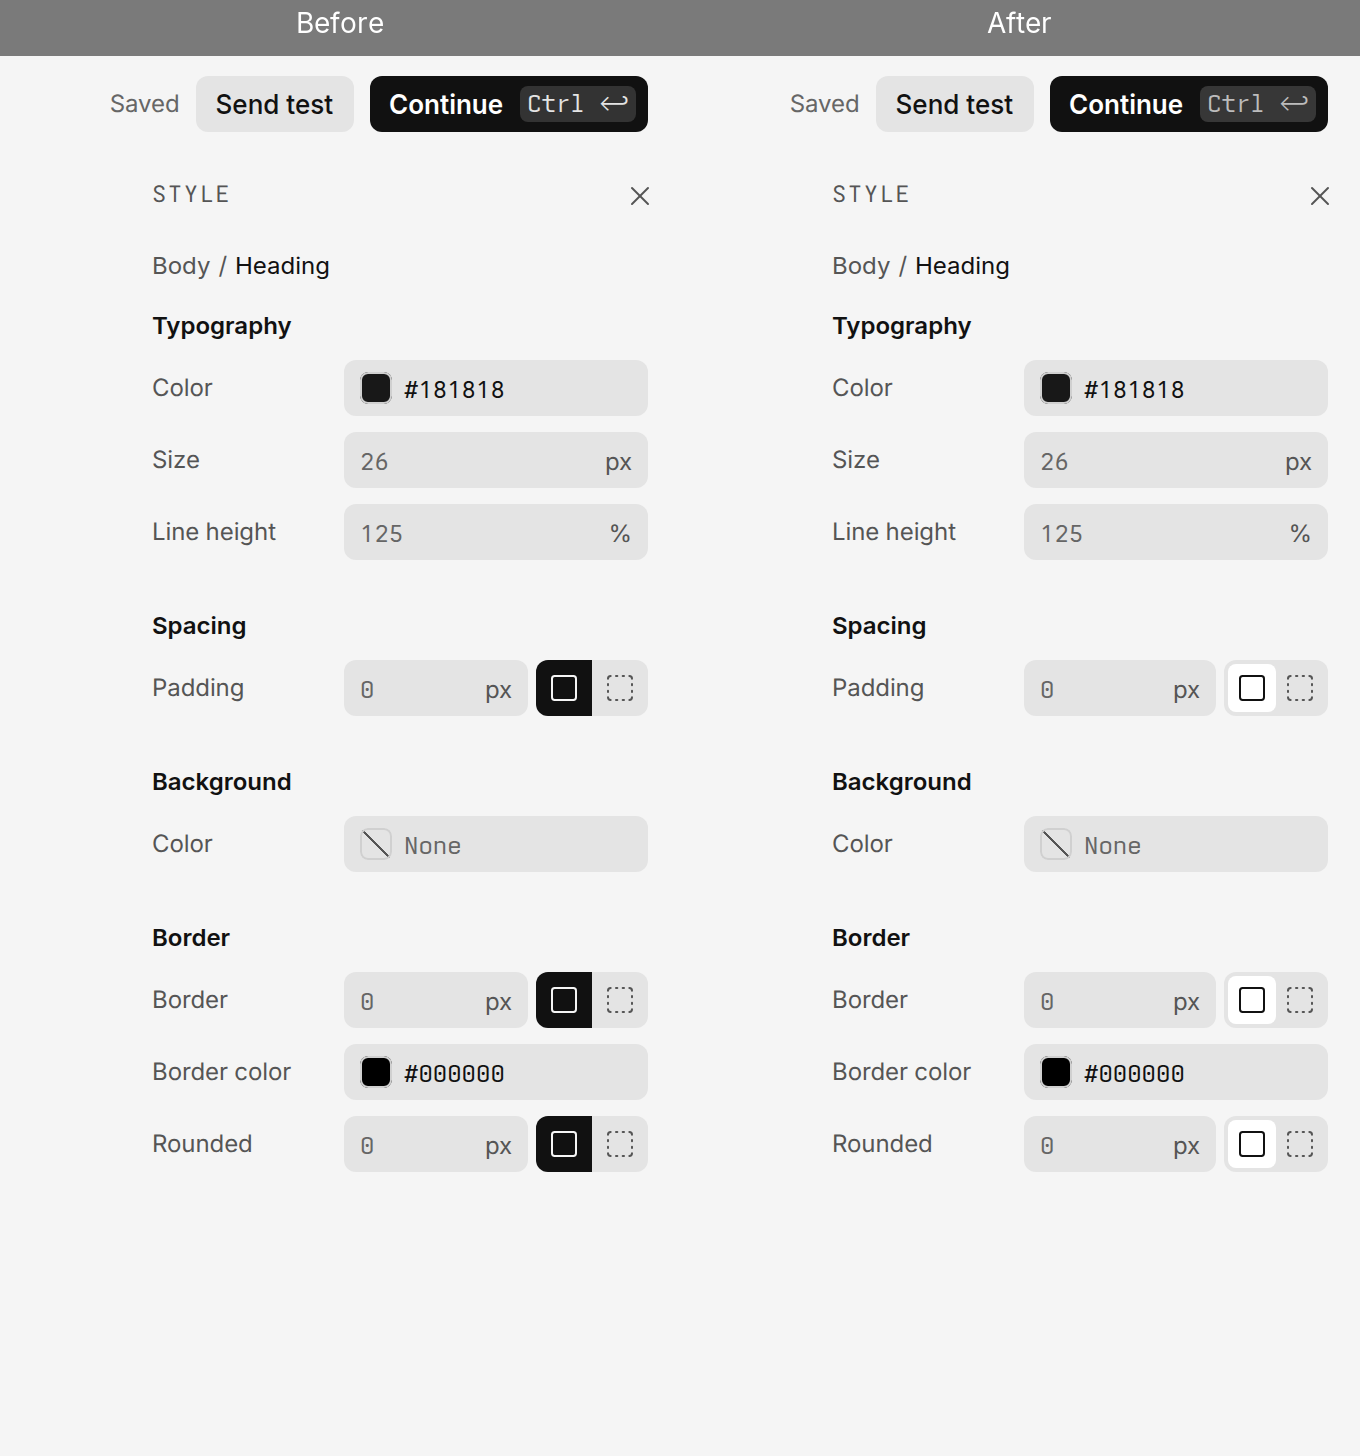 Before
Saved Send test Continue Ctrl ↩
STYLE
Body / Heading
Typography
Color #181818
Size 26 px
Line height 125 %
Spacing
Padding 0 px
Background
Color None
Border
Border 0 px
Border color #000000
Rounded 0 px
After
Saved Send test Continue Ctrl ↩
STYLE
Body / Heading
Typography
Color #181818
Size 26 px
Line height 125 %
Spacing
Padding 0 px
Background
Color None
Border
Border 0 px
Border color #000000
Rounded 0 px